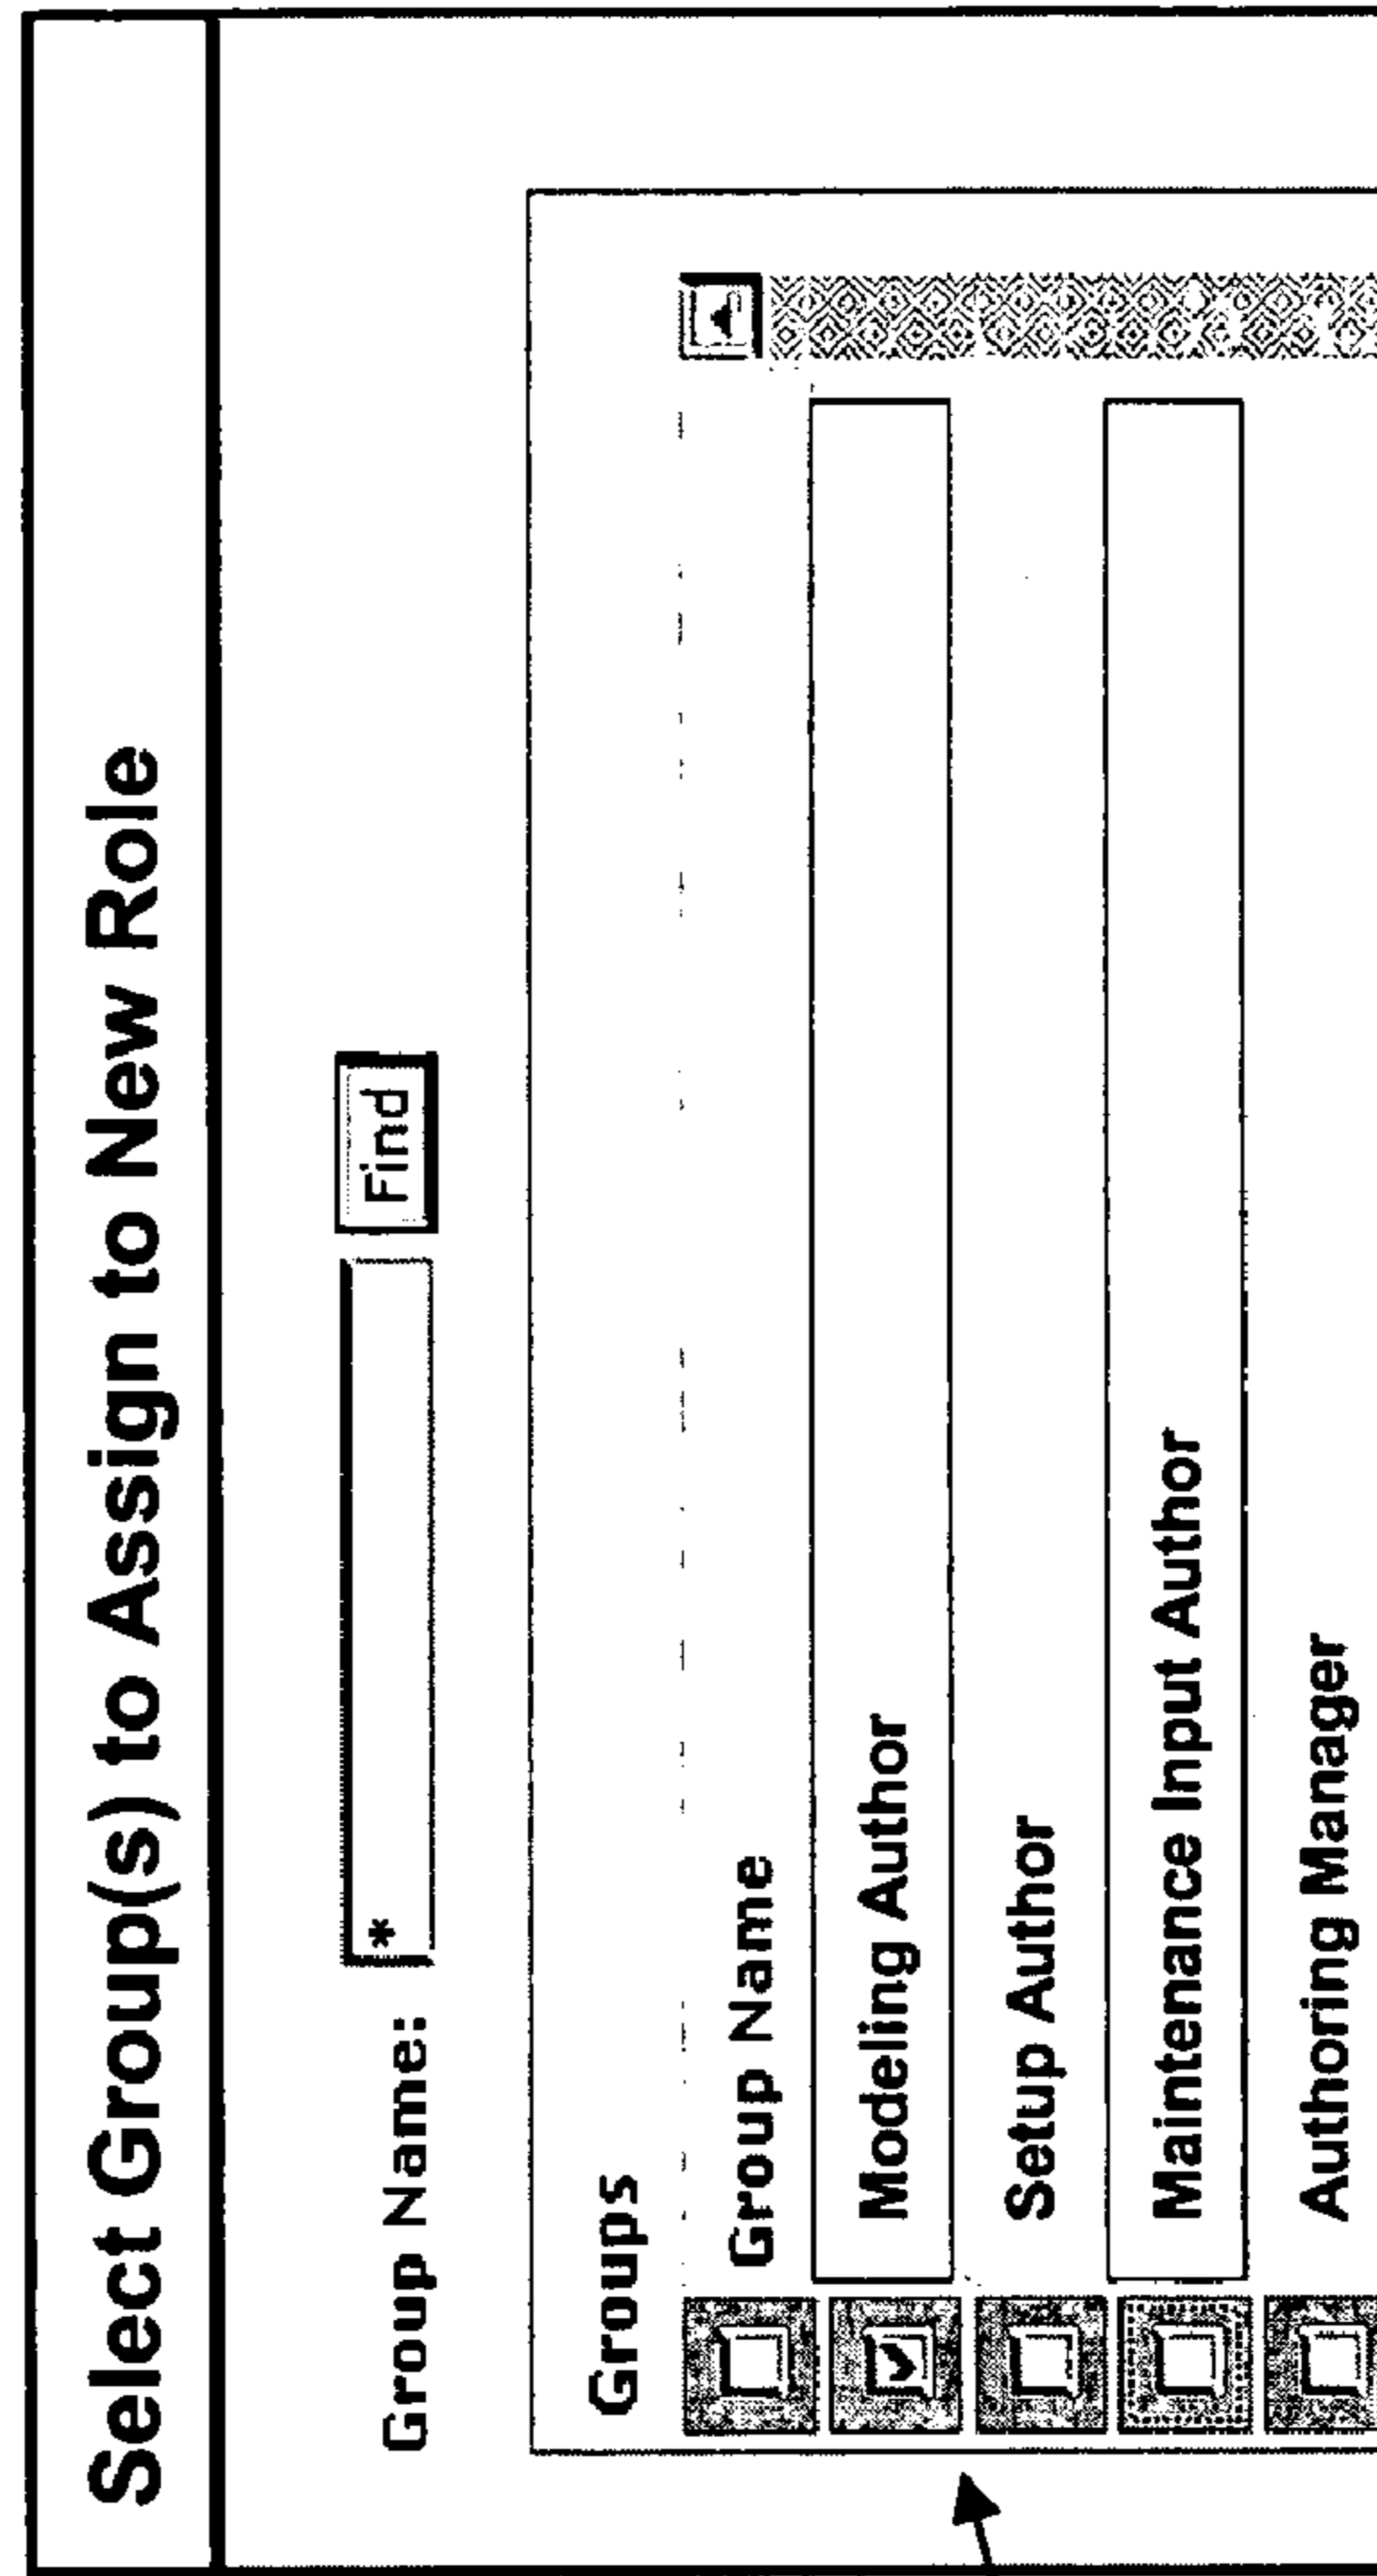 Select Group(s) to Assign to New Role
Group Name: * Find
Groups
Group Name
Modeling Author
Setup Author
Maintenance Input Author
Authoring Manager